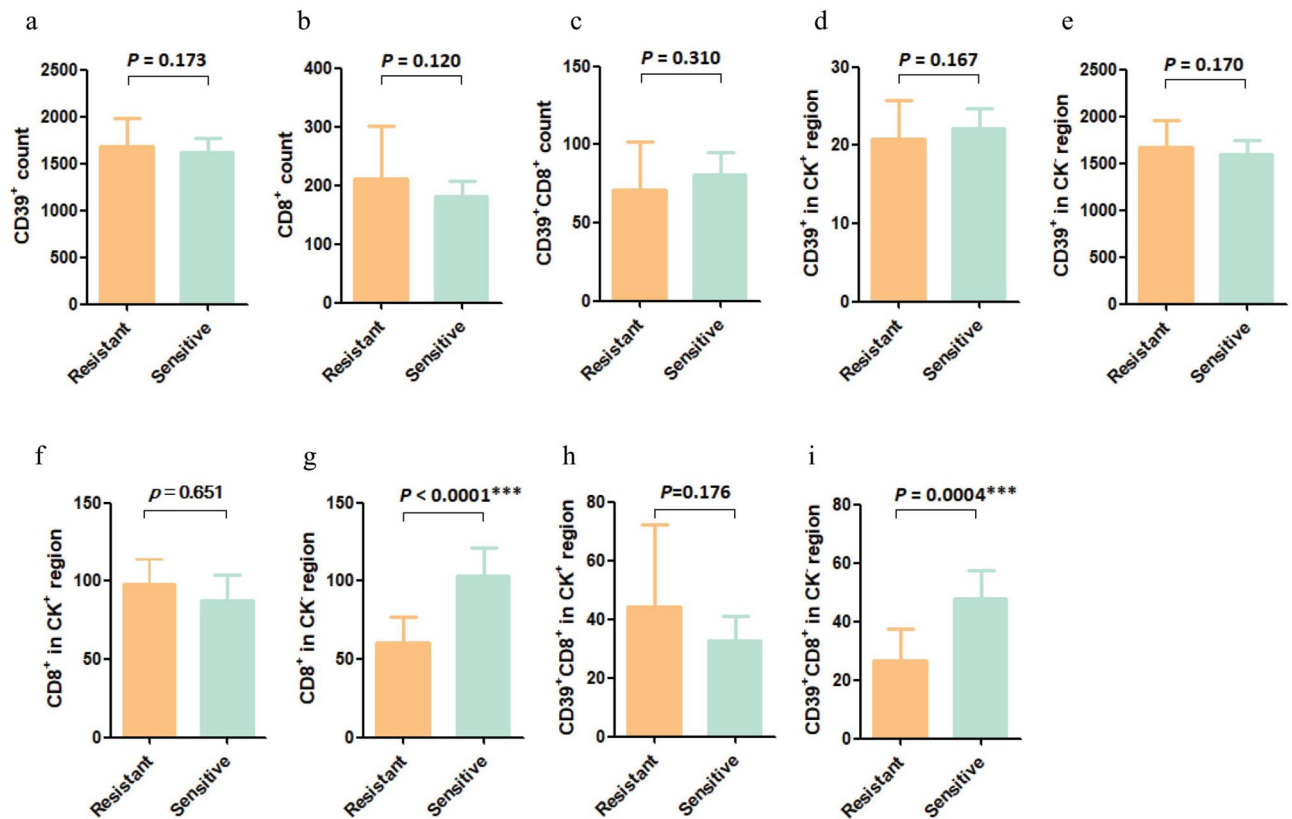 a
P = 0.173
CD39⁺ count
2500
2000
1500
1000
500
0
Resistant
Sensitive
b
P = 0.120
CD8⁺ count
400
300
200
100
0
Resistant
Sensitive
c
P = 0.310
CD39⁺CD8⁺ count
150
100
50
0
Resistant
Sensitive
d
P = 0.167
CD39⁺ in CK⁺ region
30
20
10
0
Resistant
Sensitive
e
P = 0.170
CD39⁺ in CK⁻ region
2500
2000
1500
1000
500
0
Resistant
Sensitive
f
p = 0.651
CD8⁺ in CK⁺ region
150
100
50
0
Resistant
Sensitive
g
P < 0.0001***
CD8⁺ in CK⁻ region
150
100
50
0
Resistant
Sensitive
h
P=0.176
CD39⁺CD8⁺ in CK⁺ region
80
60
40
20
0
Resistant
Sensitive
i
P = 0.0004***
CD39⁺CD8⁺ in CK⁻ region
80
60
40
20
0
Resistant
Sensitive